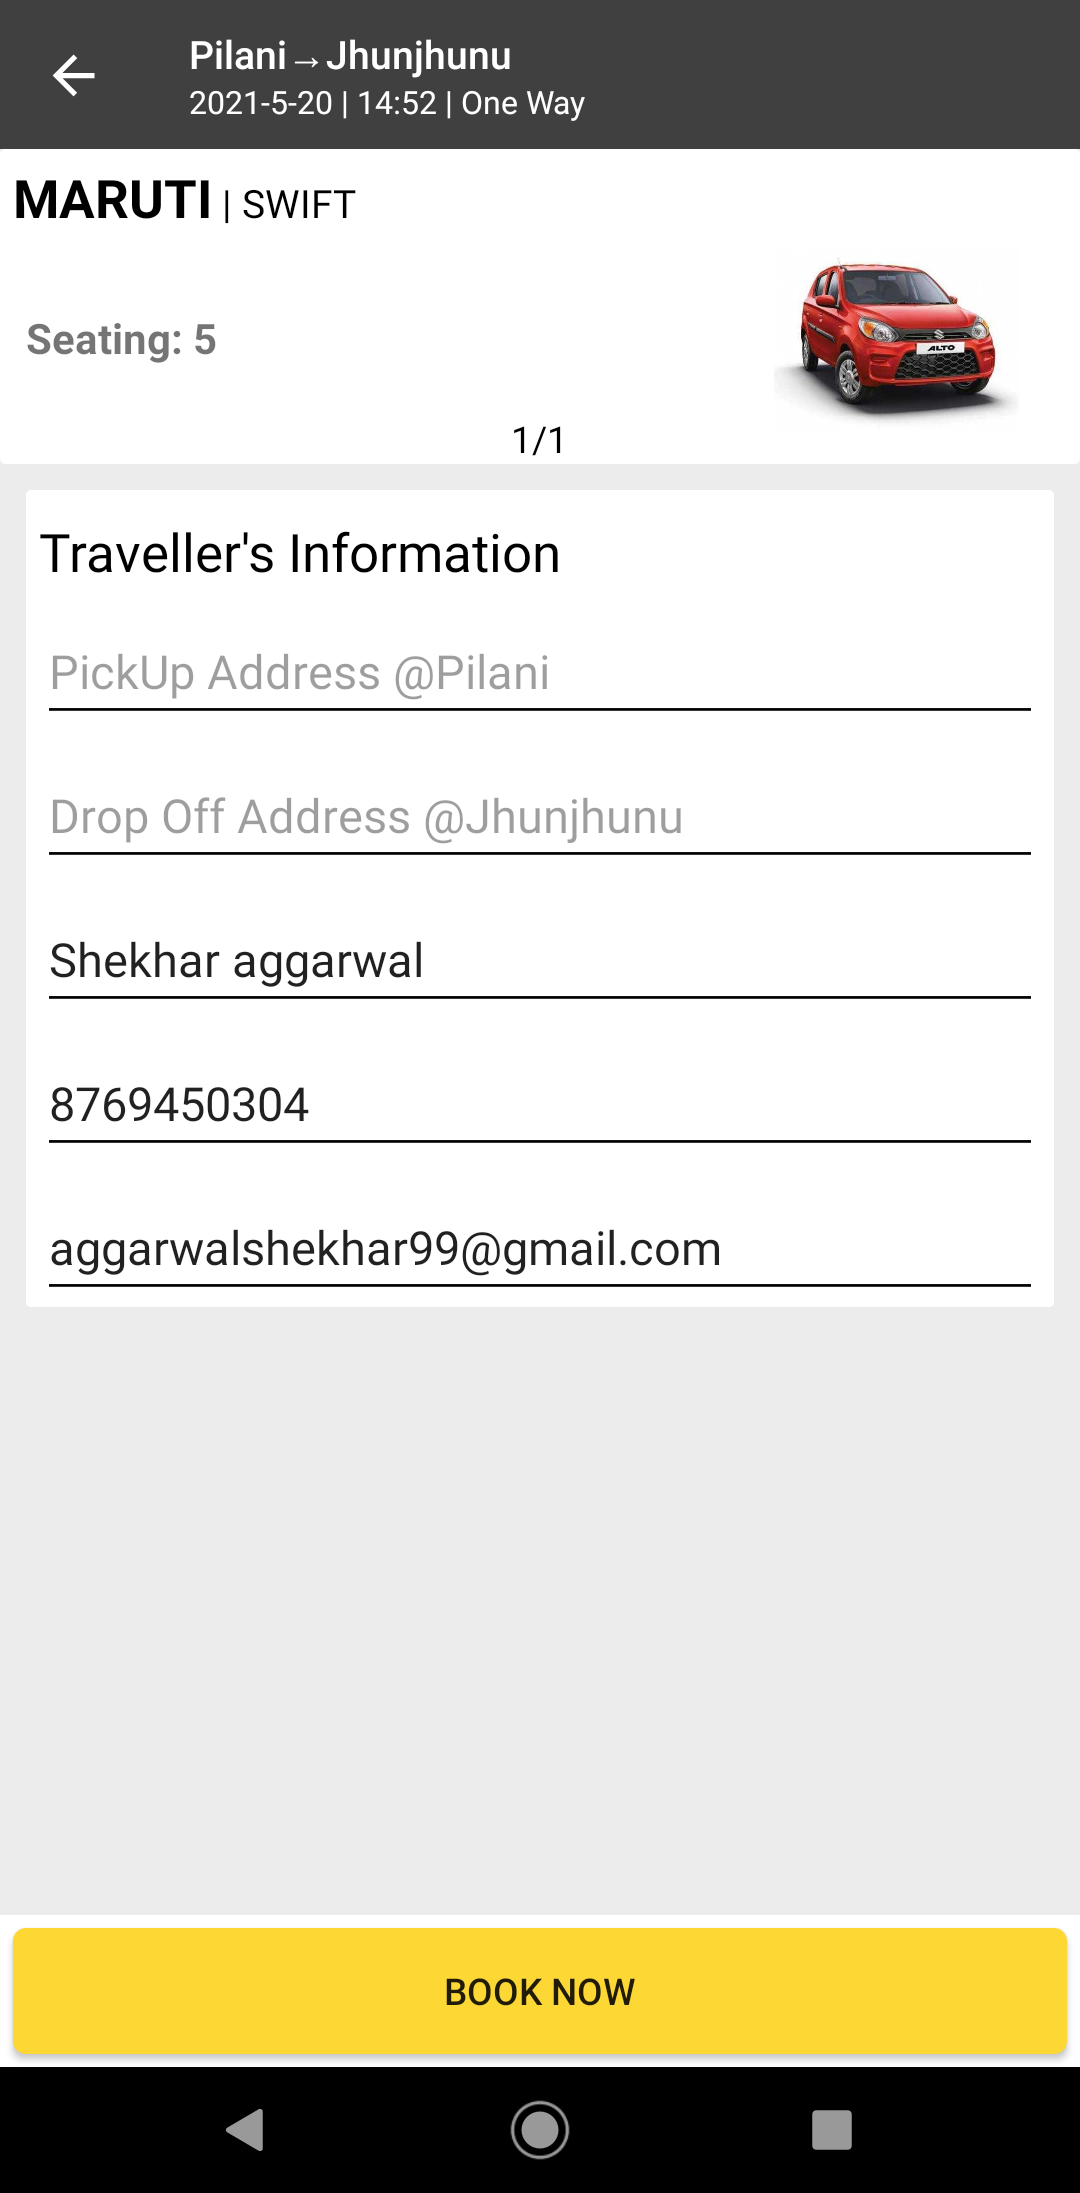 Pilani→Jhunjhunu
2021-5-20 | 14:52 | One Way
MARUTI | SWIFT
Seating: 5
ALTO
1/1
Traveller's Information
PickUp Address @Pilani
Drop Off Address @Jhunjhunu
Shekhar aggarwal
8769450304
aggarwalshekhar99@gmail.com
BOOK NOW